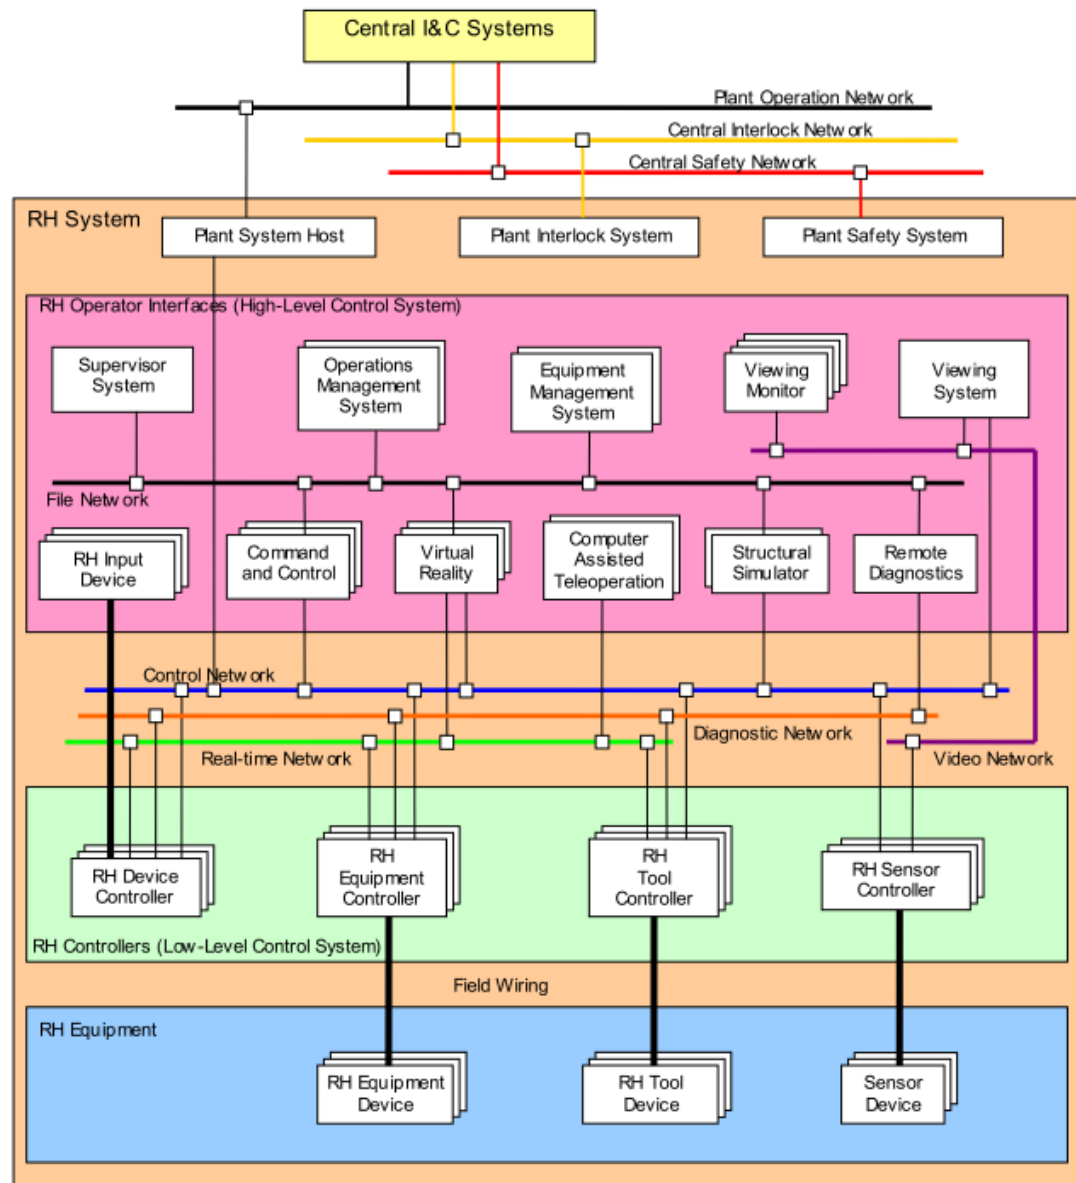 Central I&C Systems
Plant Operation Network
Central Interlock Network
Central Safety Network
RH System
Plant System Host
Plant Interlock System
Plant Safety System
RH Operator Interfaces (High-Level Control System)
Supervisor
System
Operations
Management
System
Equipment
Management
System
Viewing
Monitor
Viewing
System
File Network
RH Input
Device
Command
and Control
Virtual
Reality
Computer
Assisted
Teleoperation
Structural
Simulator
Remote
Diagnostics
Control Network
Diagnostic Network
Real-time Network
Video Network
RH Device
Controller
RH
Equipment
Controller
RH
Tool
Controller
RH Sensor
Controller
RH Controllers (Low-Level Control System)
Field Wiring
RH Equipment
RH Equipment
Device
RH Tool
Device
Sensor
Device